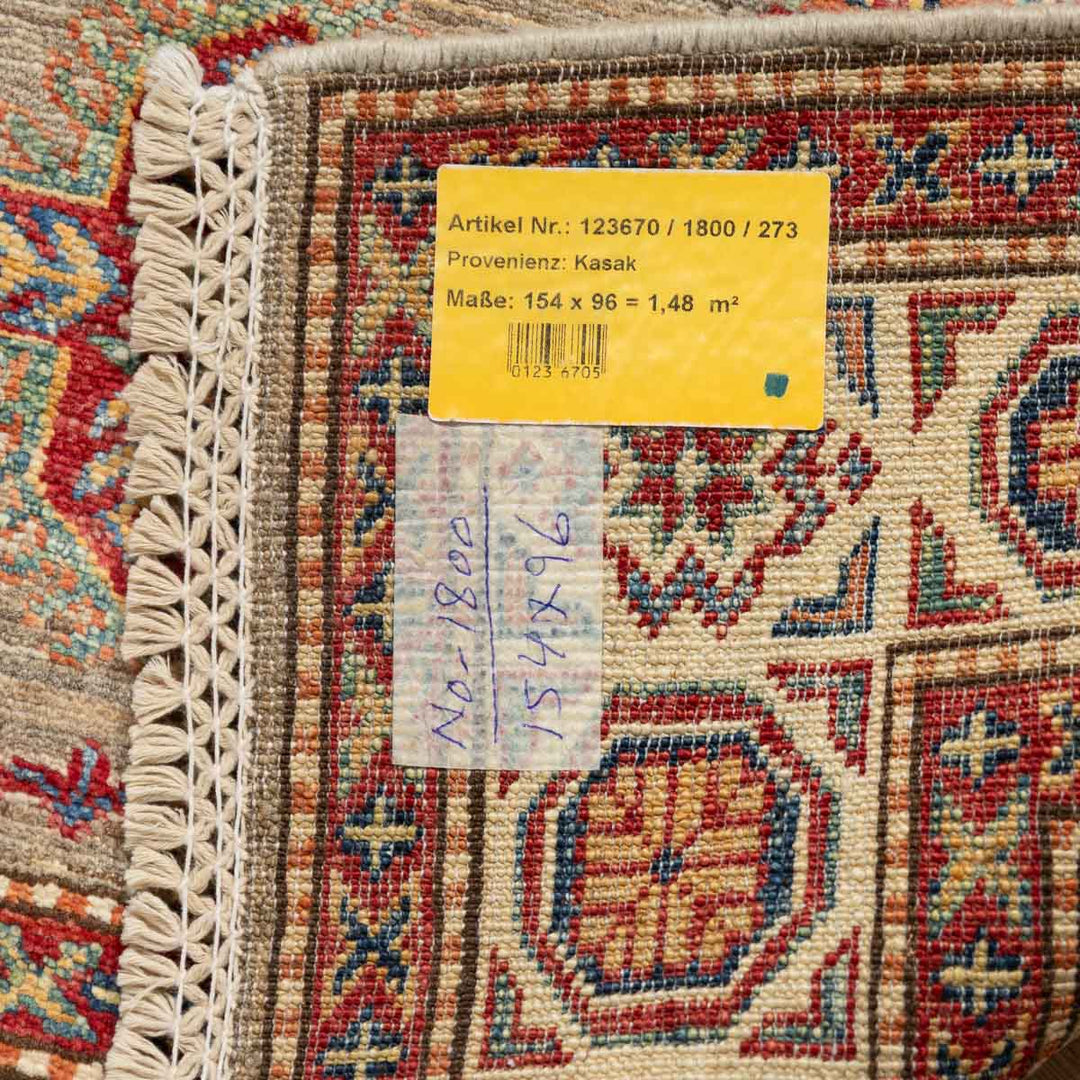 Artikel Nr.: 123670 / 1800 / 273
Provenienz: Kasak
Maße: 154 x 96 = 1,48 m²
0123 6705
No-1800
154X96